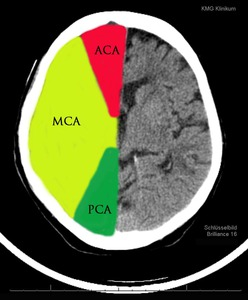 KMG Klinikum
ACA
MCA
PCA
Schlüsselbild
Brilliance 16